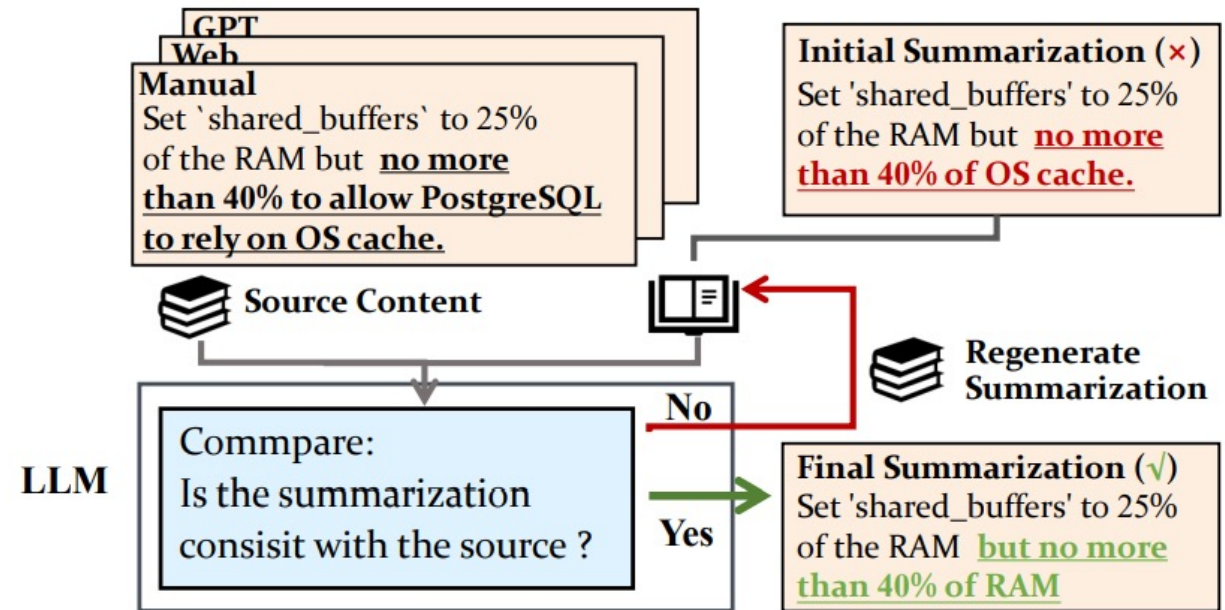 GPT
Web
Manual
Set `shared_buffers` to 25%
of the RAM but no more
than 40% to allow PostgreSQL
to rely on OS cache.
Initial Summarization (×)
Set 'shared_buffers' to 25%
of the RAM but no more
than 40% of OS cache.
Source Content
Regenerate
Summarization
No
LLM
Commpare:
Is the summarization
consisit with the source ?
Yes
Final Summarization (√)
Set 'shared_buffers' to 25%
of the RAM but no more
than 40% of RAM